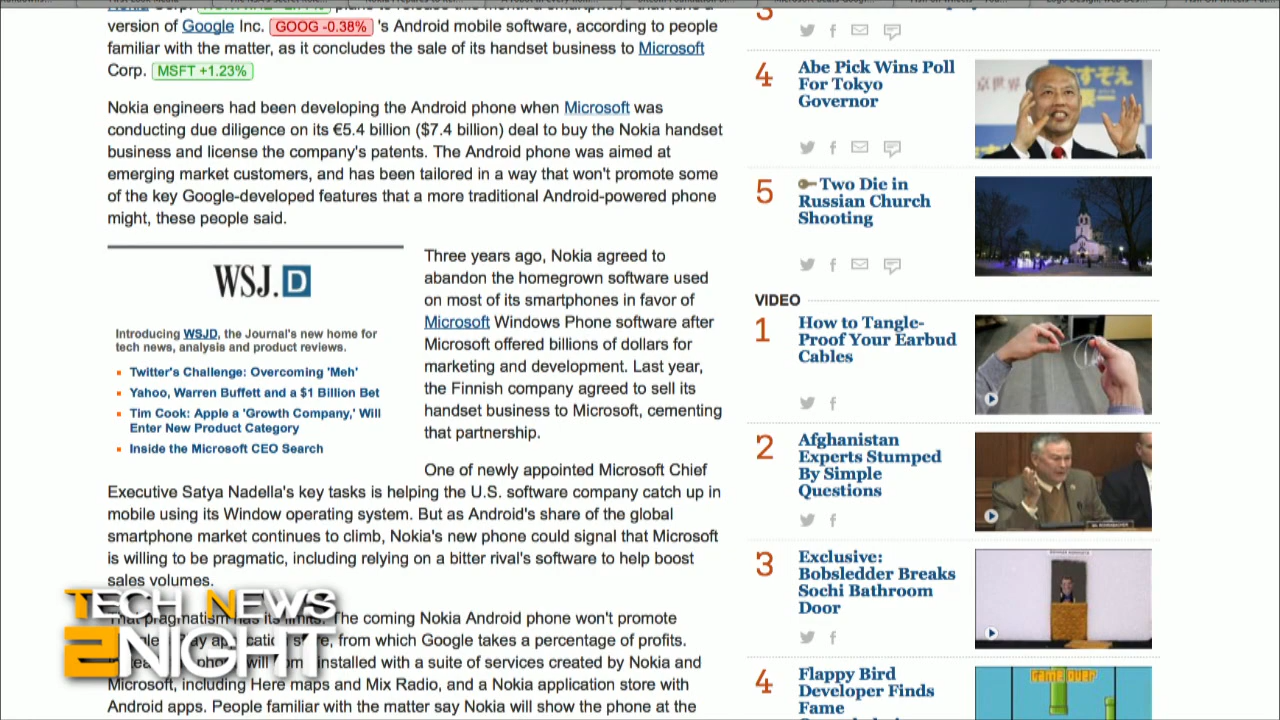 version of Google Inc. GOOG -0.38% 's Android mobile software, according to people
familiar with the matter, as it concludes the sale of its handset business to Microsoft
Corp. MSFT +1.23%
Nokia engineers had been developing the Android phone when Microsoft was
conducting due diligence on its €5.4 billion ($7.4 billion) deal to buy the Nokia handset
business and license the company's patents. The Android phone was aimed at
emerging market customers, and has been tailored in a way that won't promote some
of the key Google-developed features that a more traditional Android-powered phone
might, these people said.
WSJ.D
Introducing WSJD, the Journal's new home for
tech news, analysis and product reviews.
Twitter's Challenge: Overcoming 'Meh'
Yahoo, Warren Buffett and a $1 Billion Bet
Tim Cook: Apple a 'Growth Company,' Will
Enter New Product Category
Inside the Microsoft CEO Search
Three years ago, Nokia agreed to
abandon the homegrown software used
on most of its smartphones in favor of
Microsoft Windows Phone software after
Microsoft offered billions of dollars for
marketing and development. Last year,
the Finnish company agreed to sell its
handset business to Microsoft, cementing
that partnership.
One of newly appointed Microsoft Chief
Executive Satya Nadella's key tasks is helping the U.S. software company catch up in
mobile using its Window operating system. But as Android's share of the global
smartphone market continues to climb, Nokia's new phone could signal that Microsoft
is willing to be pragmatic, including relying on a bitter rival's software to help boost
sales volumes.
That pragmatism has its limits. The coming Nokia Android phone won't promote
from which Google takes a percentage of profits.
installed with a suite of services created by Nokia and
Microsoft, including Here maps and Mix Radio, and a Nokia application store with
Android apps. People familiar with the matter say Nokia will show the phone at the
TECH NEWS
2NIGHT
3
4
Abe Pick Wins Poll
For Tokyo
Governor
5
Two Die in
Russian Church
Shooting
VIDEO
1
How to Tangle-
Proof Your Earbud
Cables
2
Afghanistan
Experts Stumped
By Simple
Questions
3
Exclusive:
Bobsledder Breaks
Sochi Bathroom
Door
4
Flappy Bird
Developer Finds
Fame
GAME OVER